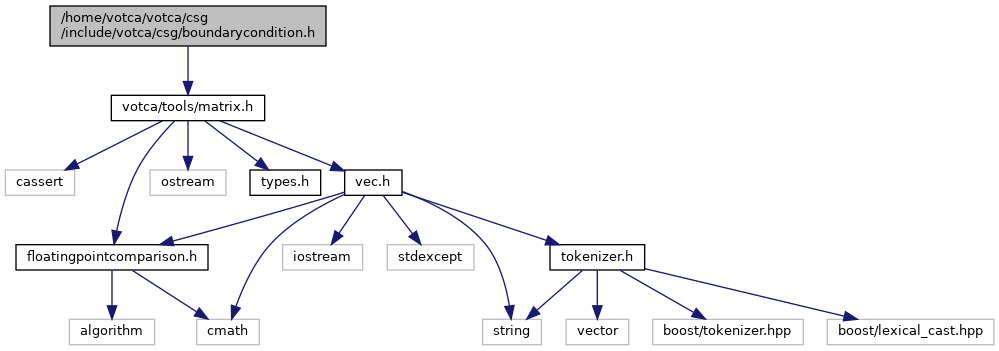 /home/votca/votca/csg
/include/votca/csg/boundarycondition.h
votca/tools/matrix.h
cassert
ostream
types.h
vec.h
floatingpointcomparison.h
iostream
stdexcept
tokenizer.h
algorithm
cmath
string
vector
boost/tokenizer.hpp
boost/lexical_cast.hpp